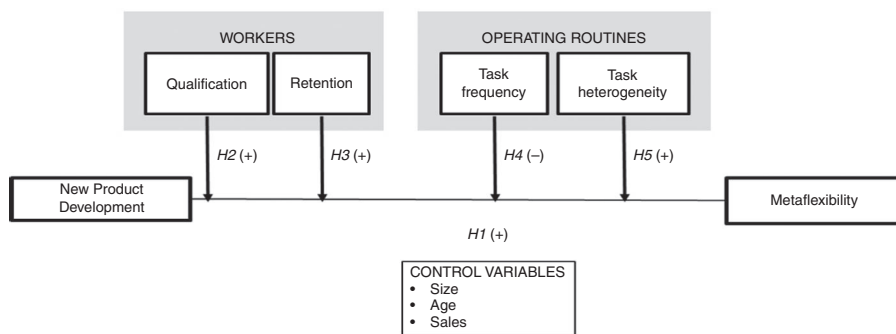 WORKERS
OPERATING ROUTINES
Qualification
Retention
Task
frequency
Task
heterogeneity
H2 (+)
H3 (+)
H4 (–)
H5 (+)
New Product
Development
Metaflexibility
H1 (+)
CONTROL VARIABLES
• Size
• Age
• Sales